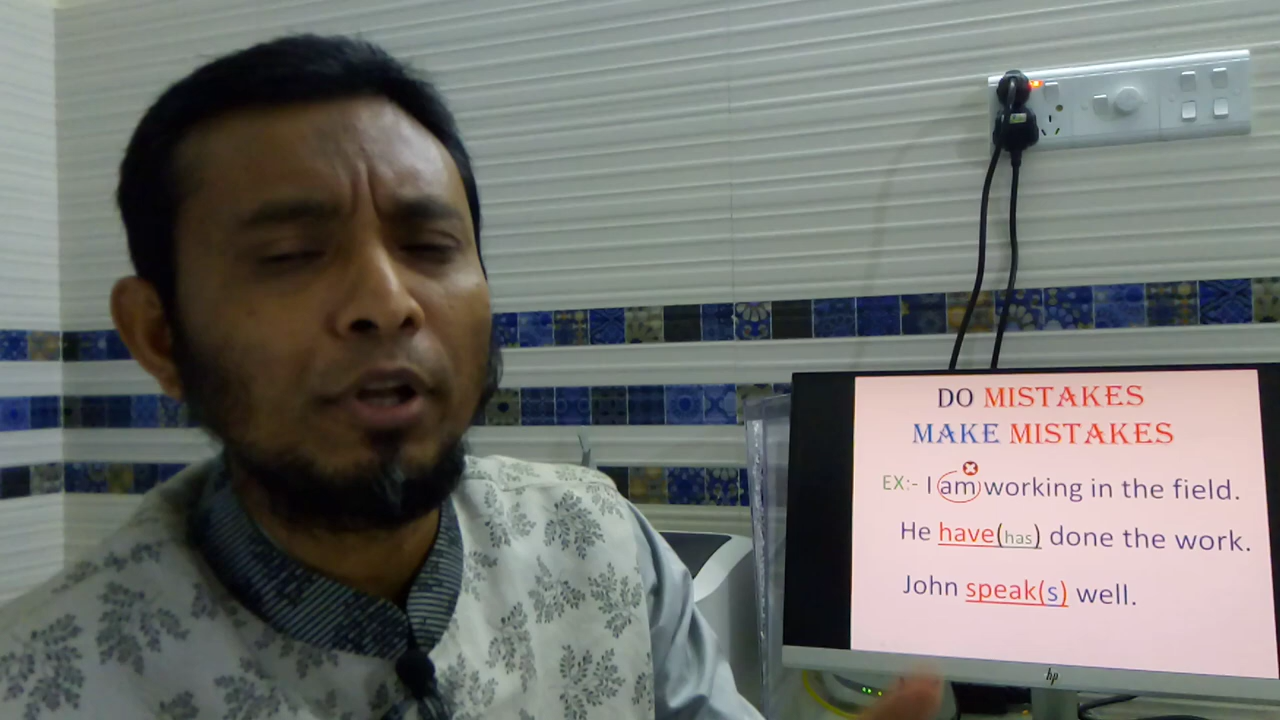 DO MISTAKES
MAKE MISTAKES
EX:- I am working in the field.
He have(has) done the work.
John speak(s) well.
hp